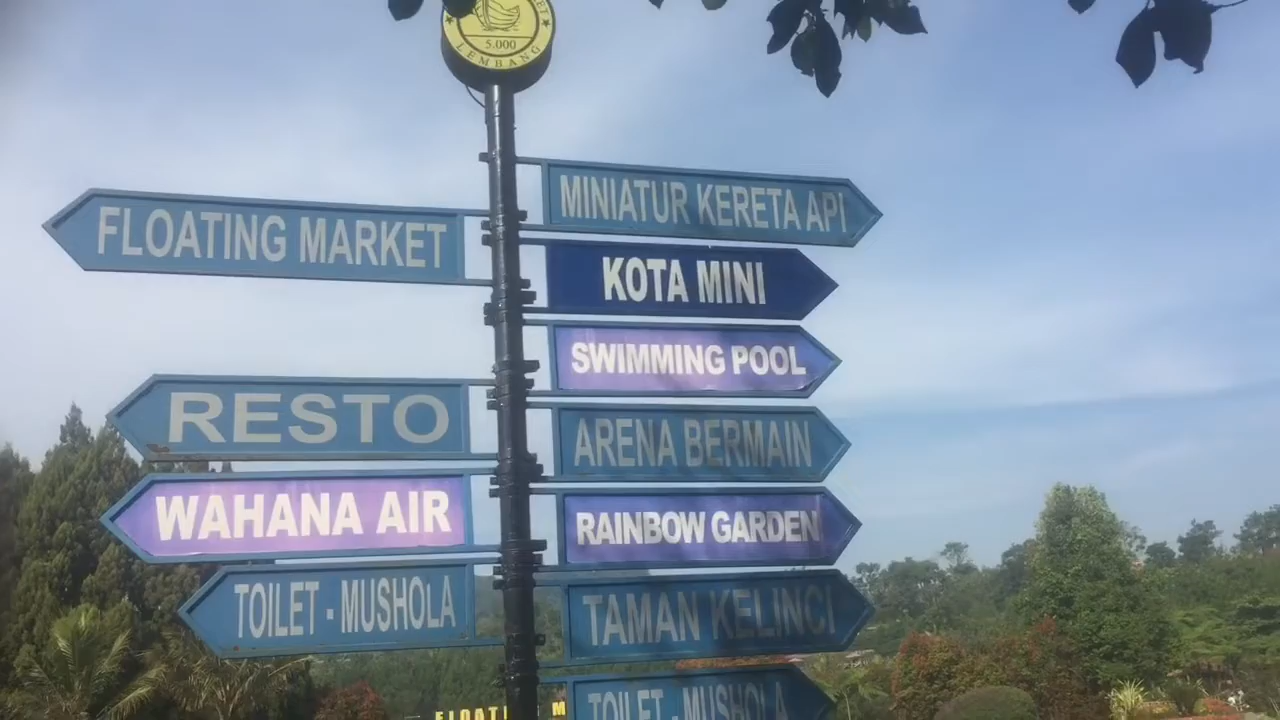 5.000
LEMBANG
FLOATING MARKET
RESTO
WAHANA AIR
TOILET - MUSHOLA
MINIATUR KERETA API
KOTA MINI
SWIMMING POOL
ARENA BERMAIN
RAINBOW GARDEN
TAMAN KELINCI
TOILET - MUSHOLA